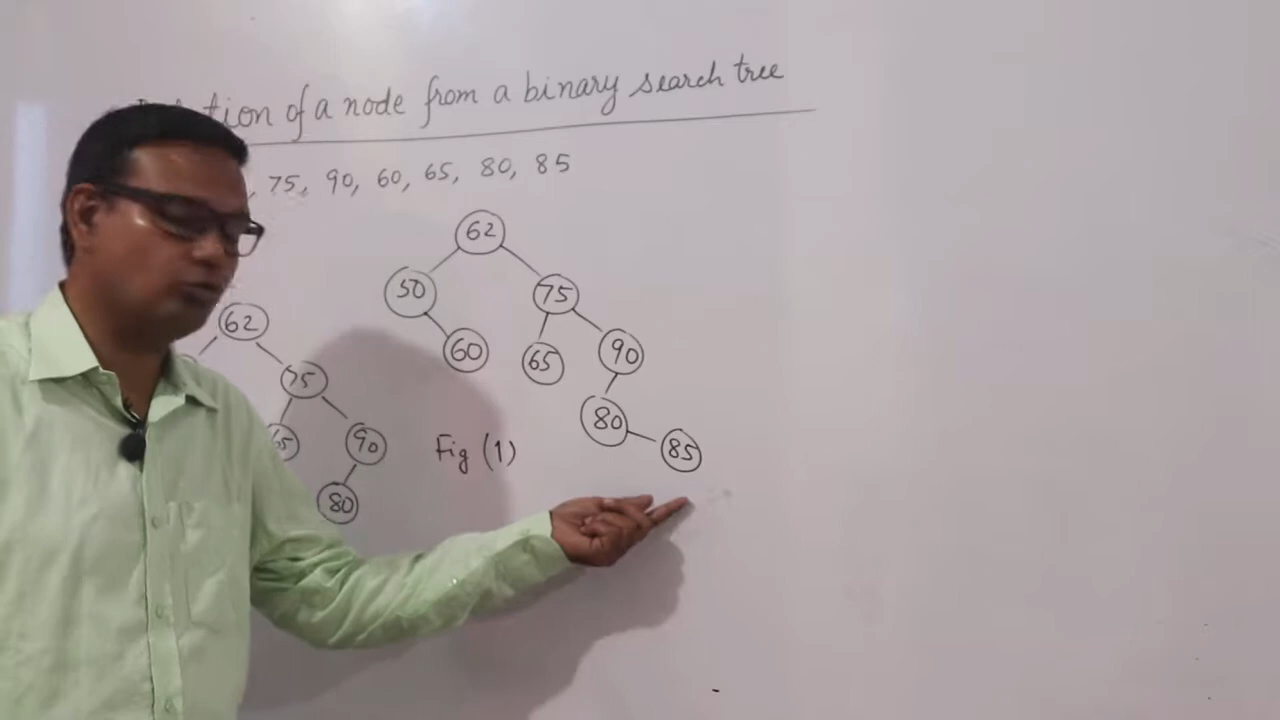 tion of a node from a binary search tree
, 75, 90, 60, 65, 80, 85
62
50 75
60 65 90
80 85
Fig (1)
62
75
65 90
80